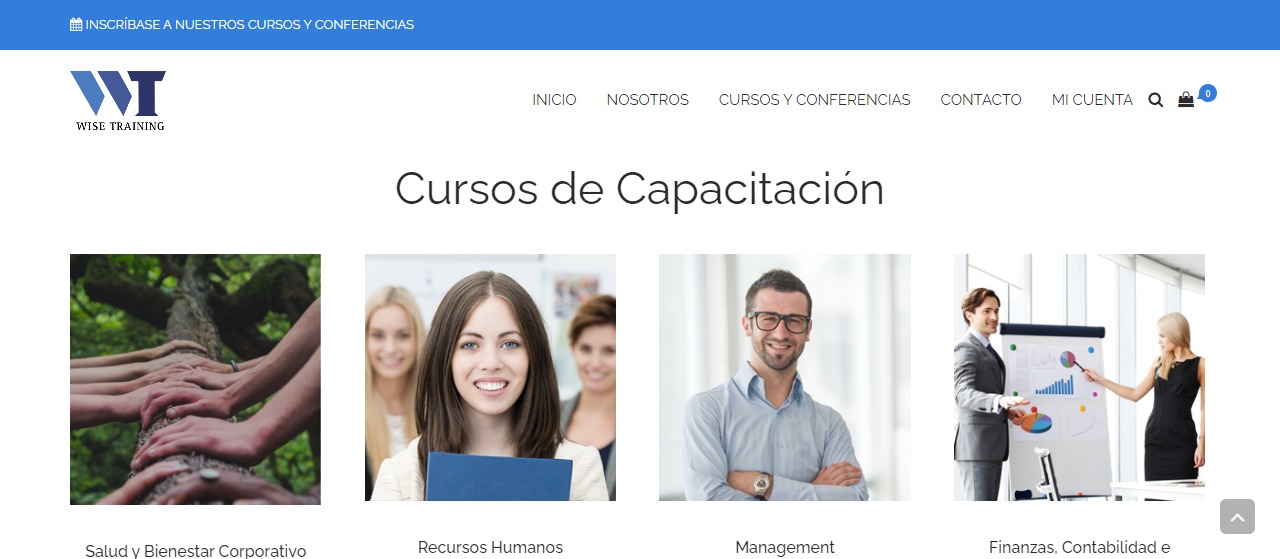 INSCRÍBASE A NUESTROS CURSOS Y CONFERENCIAS
WT
WISE TRAINING
INICIO NOSOTROS CURSOS Y CONFERENCIAS CONTACTO MI CUENTA 0
Cursos de Capacitación
Salud y Bienestar Corporativo Recursos Humanos Management Finanzas, Contabilidad e